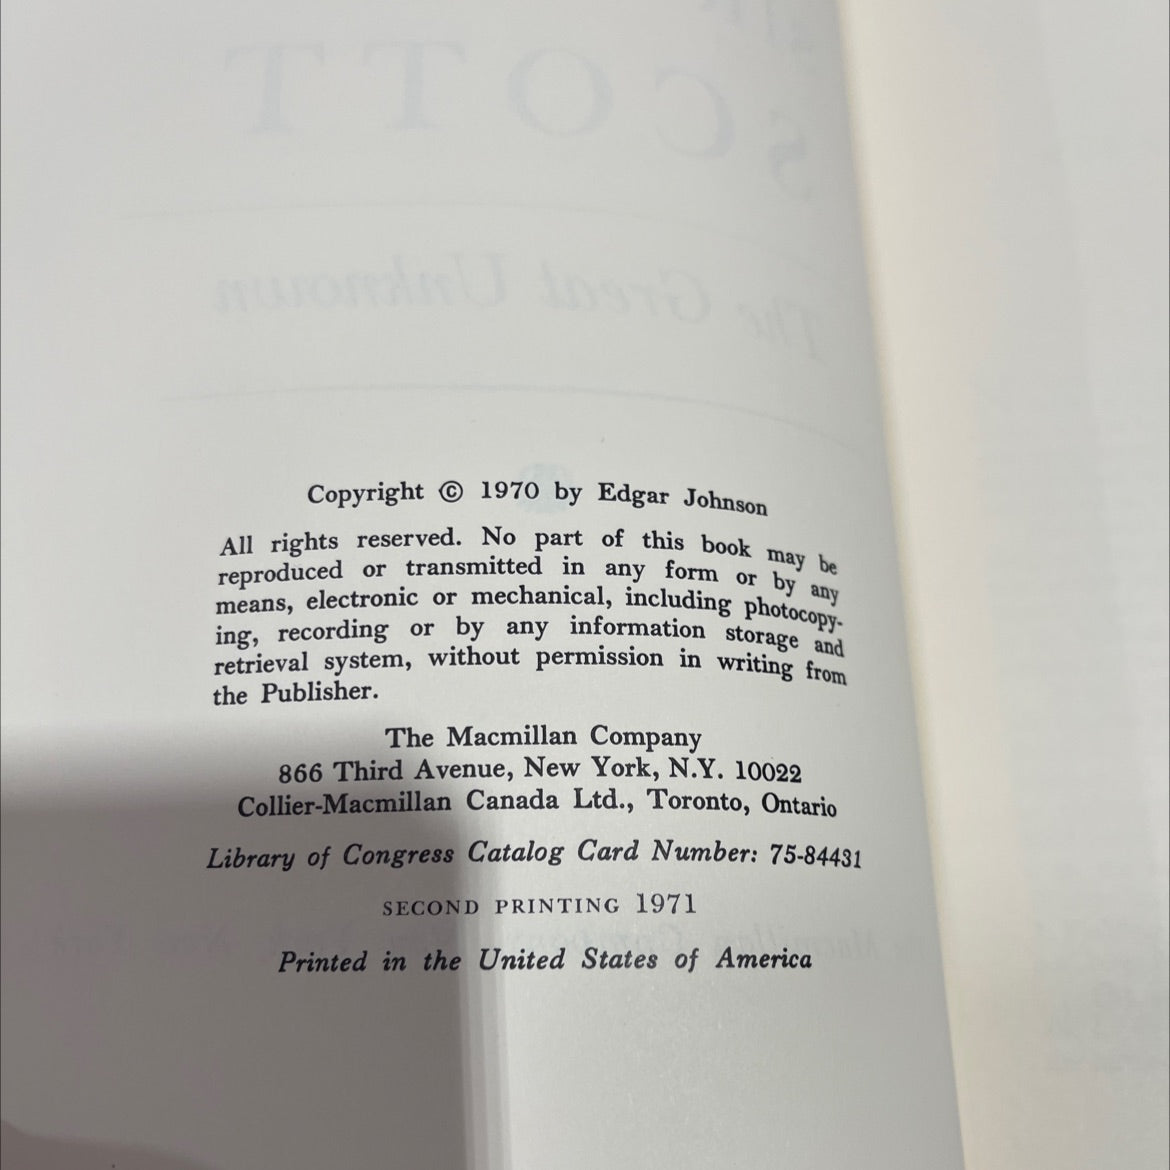 SCOTT
The Great Unknown
Copyright © 1970 by Edgar Johnson
All rights reserved. No part of this book may be
reproduced or transmitted in any form or by any
means, electronic or mechanical, including photocopy-
ing, recording or by any information storage and
retrieval system, without permission in writing from
the Publisher.
The Macmillan Company
866 Third Avenue, New York, N.Y. 10022
Collier-Macmillan Canada Ltd., Toronto, Ontario
Library of Congress Catalog Card Number: 75-84431
SECOND PRINTING 1971
Printed in the United States of America